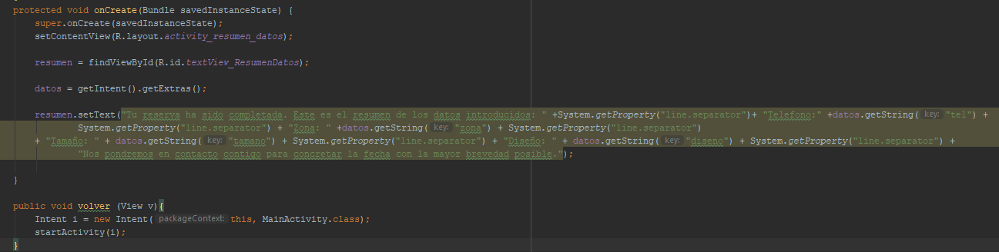 protected void onCreate(Bundle savedInstanceState) {
super.onCreate(savedInstanceState);
setContentView(R.layout.activity_resumen_datos);
resumen = findViewById(R.id.textView_ResumenDatos);
datos = getIntent().getExtras();
resumen.setText("Tu reserva ha sido completada. Este es el resumen de los datos introducidos: " +System.getProperty("line.separator")+ "Telefono:" +datos.getString( key: "tel") +
System.getProperty("line.separator") + "Zona: " +datos.getString( key: "zona") + System.getProperty("line.separator")
+ "Tamaño: " + datos.getString( key: "tamano") + System.getProperty("line.separator") + "Diseño: " + datos.getString( key: "diseno") + System.getProperty("line.separator") +
"Nos pondremos en contacto contigo para concretar la fecha con la mayor brevedad posible.");
}
public void volver (View v){
Intent i = new Intent( packageContext: this, MainActivity.class);
startActivity(i);
}